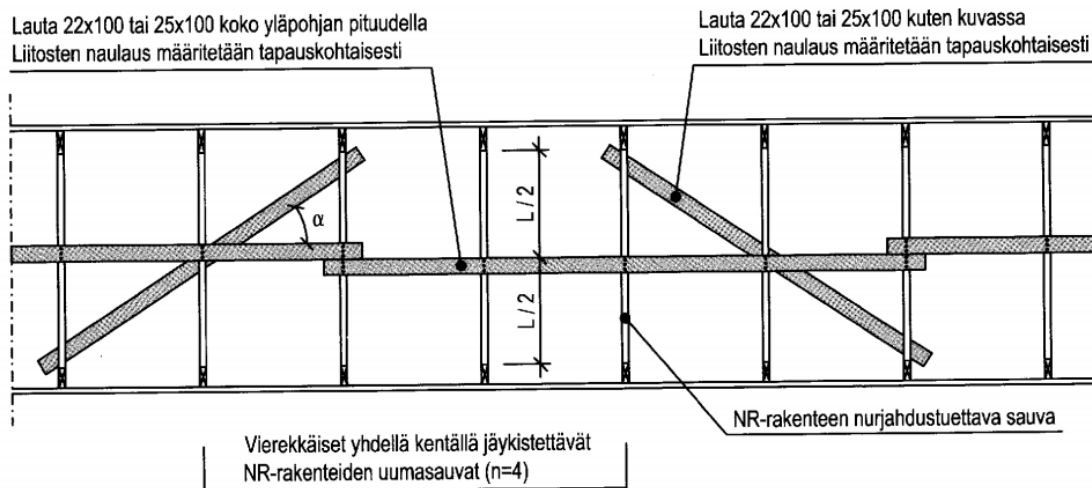 Lauta 22x100 tai 25x100 koko yläpohjan pituudella
Liitosten naulaus määritetään tapauskohtaisesti
Lauta 22x100 tai 25x100 kuten kuvassa
Liitosten naulaus määritetään tapauskohtaisesti
α
L/2
L/2
NR-rakenteen nurjahdustuettava sauva
Vierekkäiset yhdellä kentällä jäykistettävät
NR-rakenteiden uumasauvat (n=4)